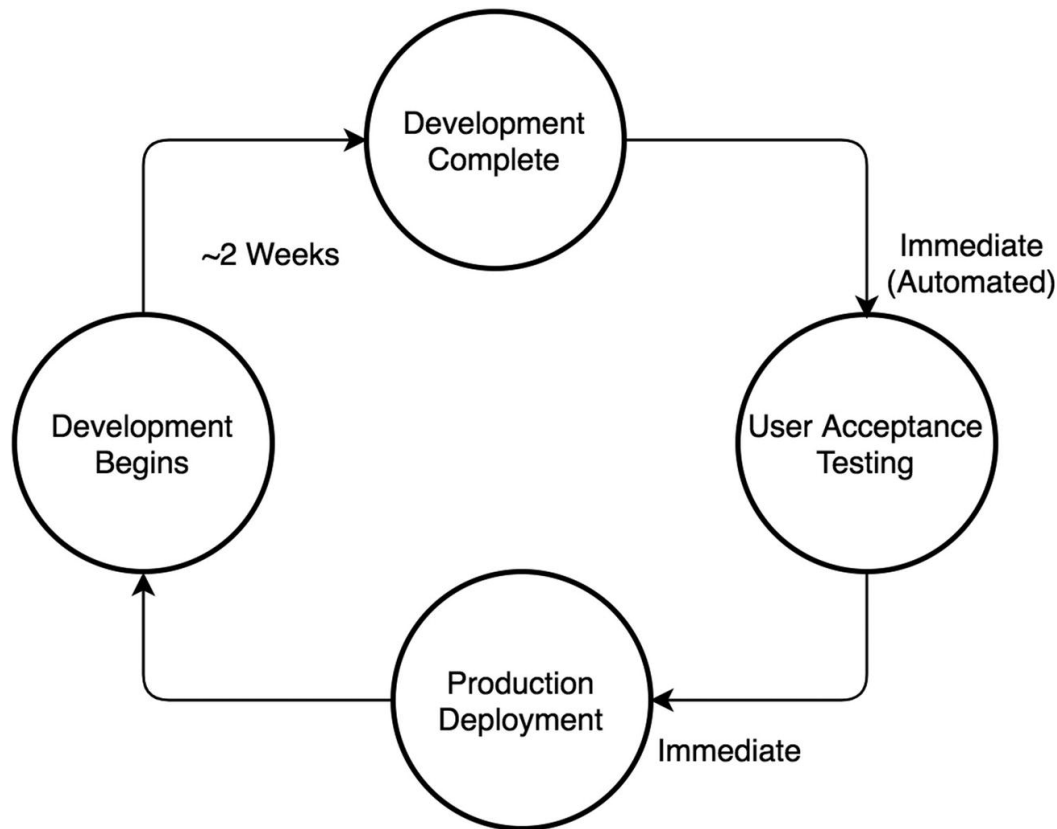 Development
Complete
~2 Weeks
Immediate
(Automated)
Development
Begins
User Acceptance
Testing
Production
Deployment
Immediate